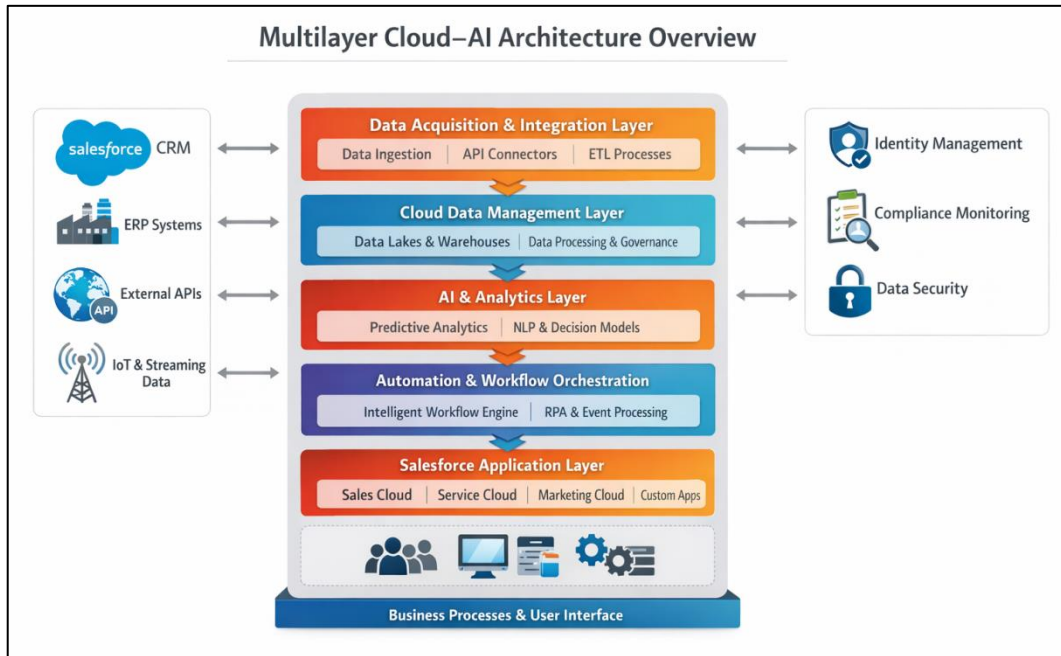 Multilayer Cloud–AI Architecture Overview
salesforce CRM
ERP Systems
External APIs
API
IoT & Streaming
Data
Data Acquisition & Integration Layer
Data Ingestion | API Connectors | ETL Processes
Cloud Data Management Layer
Data Lakes & Warehouses | Data Processing & Governance
AI & Analytics Layer
Predictive Analytics | NLP & Decision Models
Automation & Workflow Orchestration
Intelligent Workflow Engine | RPA & Event Processing
Salesforce Application Layer
Sales Cloud | Service Cloud | Marketing Cloud | Custom Apps
Business Processes & User Interface
Identity Management
Compliance Monitoring
Data Security